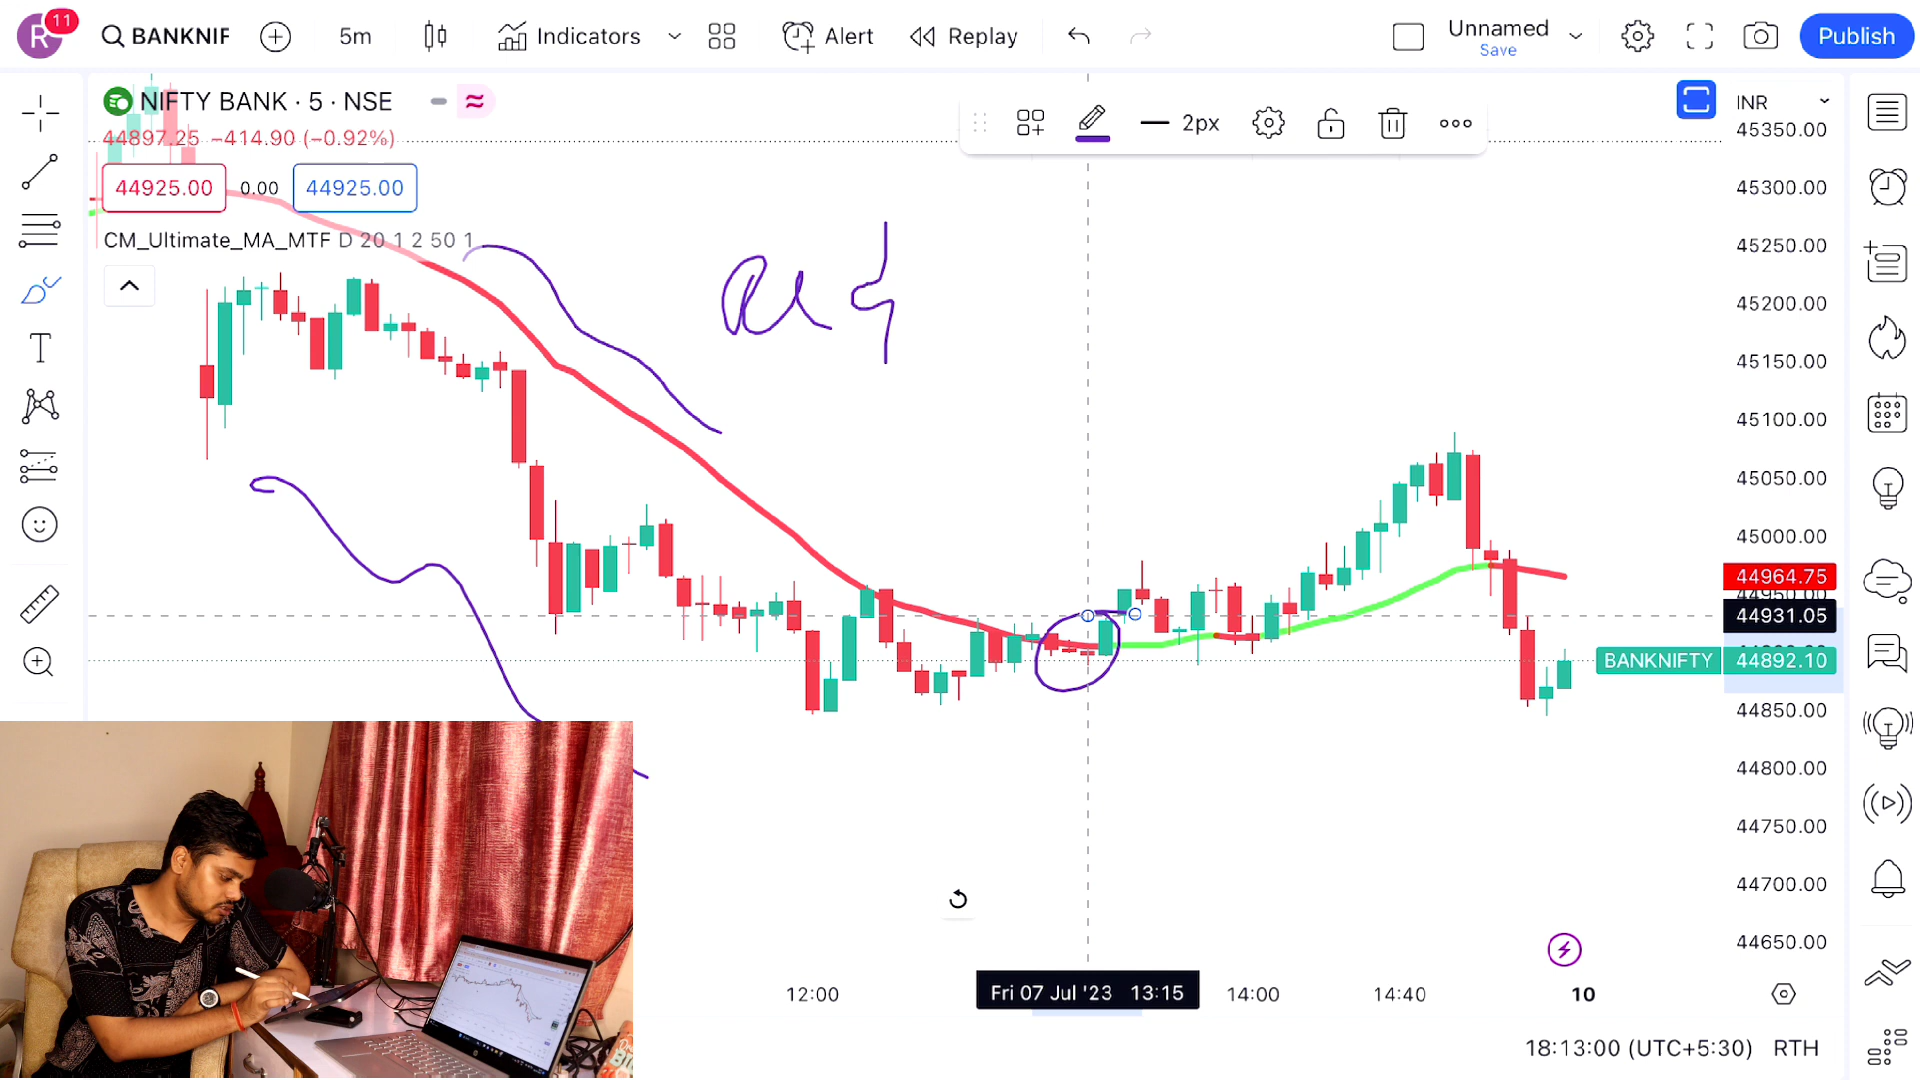 R 11 BANKNIF 5m Indicators Alert Replay Unnamed Save Publish
NIFTY BANK · 5 · NSE
44897.25 −414.90 (−0.92%)
44925.00 0.00 44925.00
CM_Ultimate_MA_MTF D 20 1 2 50 1
2px
INR
45350.00
45300.00
45250.00
45200.00
45150.00
45100.00
45050.00
45000.00
44964.75
44931.05
BANKNIFTY 44892.10
44850.00
44800.00
44750.00
44700.00
44650.00
12:00 Fri 07 Jul '23 13:15 14:00 14:40 10
18:13:00 (UTC+5:30) RTH